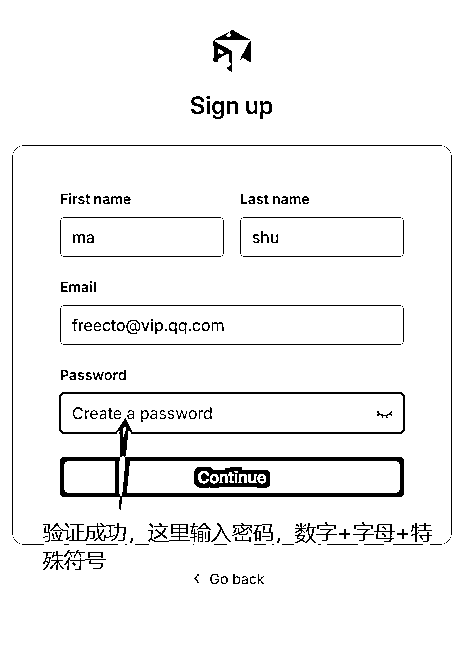 Sign up
First name
Last name
ma
shu
Email
freecto@vip.qq.com
Password
Create a password
Continue
验证成功，这里输入密码，数字+字母+特
殊符号
Go back